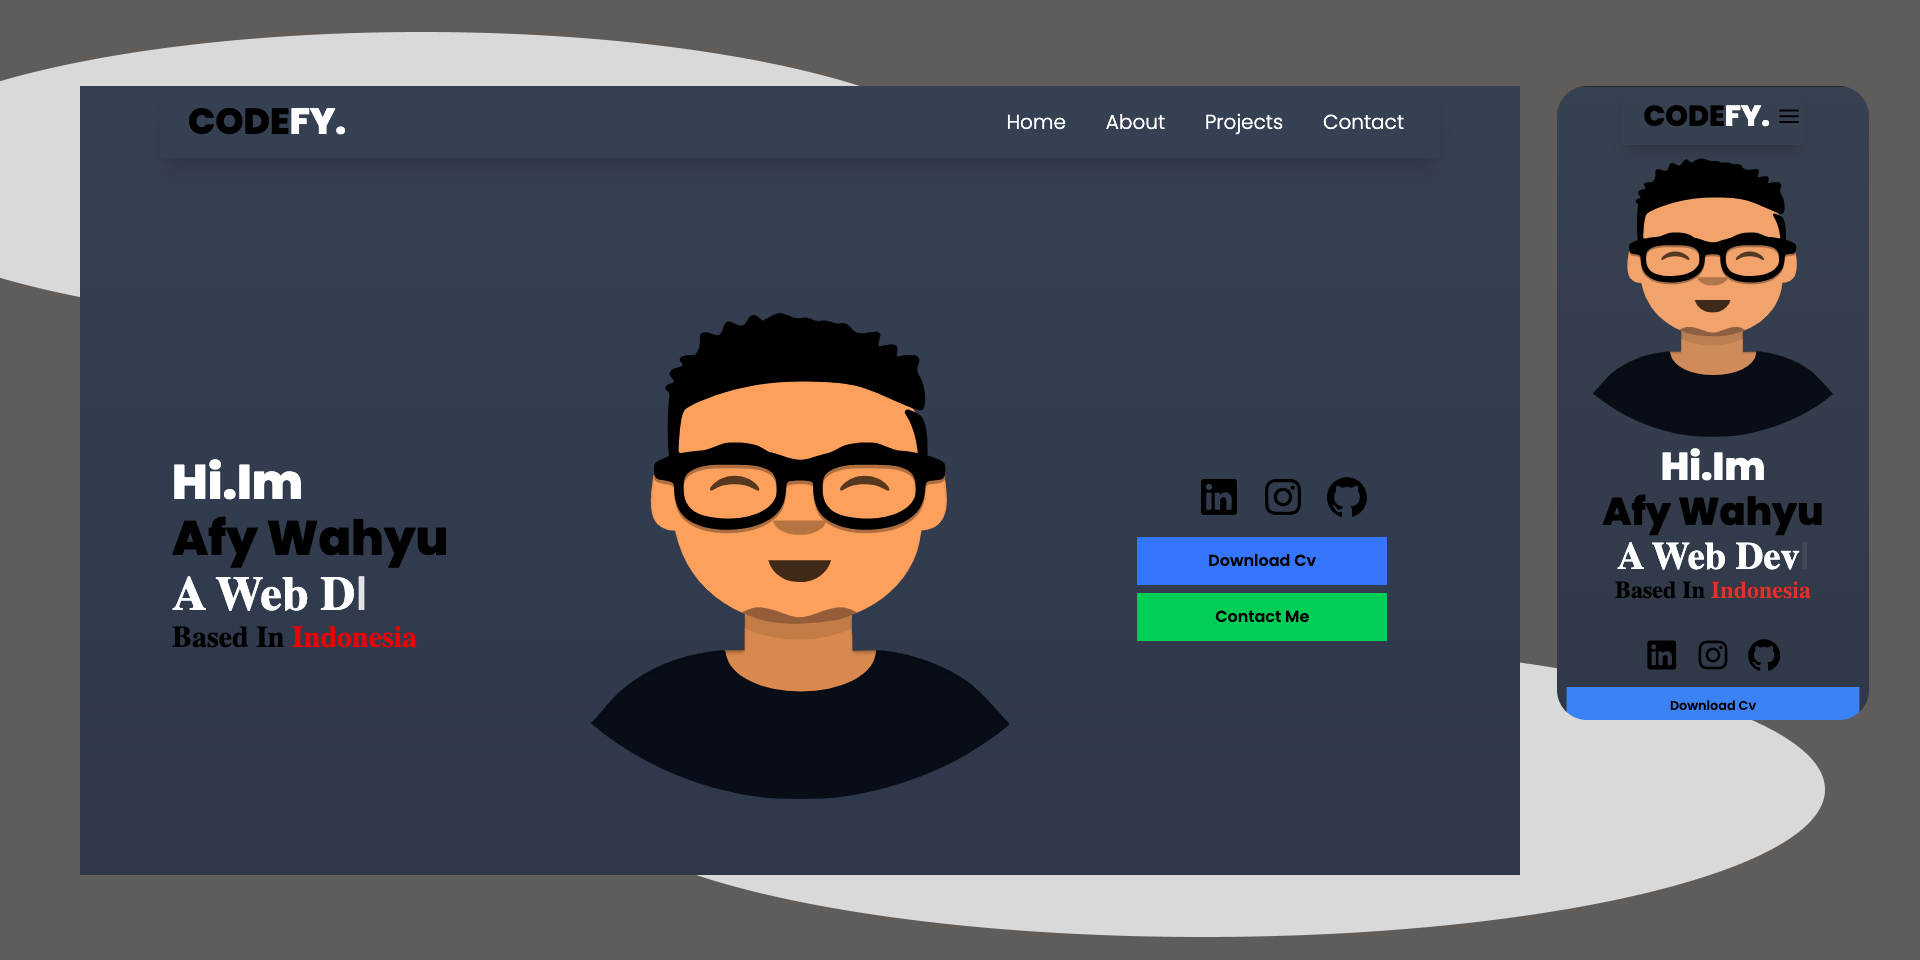 CODEFY.
Home About Projects Contact
Hi.Im
Afy Wahyu
A Web D
Based In Indonesia
Download Cv
Contact Me
CODEFY.
Hi.Im
Afy Wahyu
A Web Dev
Based In Indonesia
Download Cv